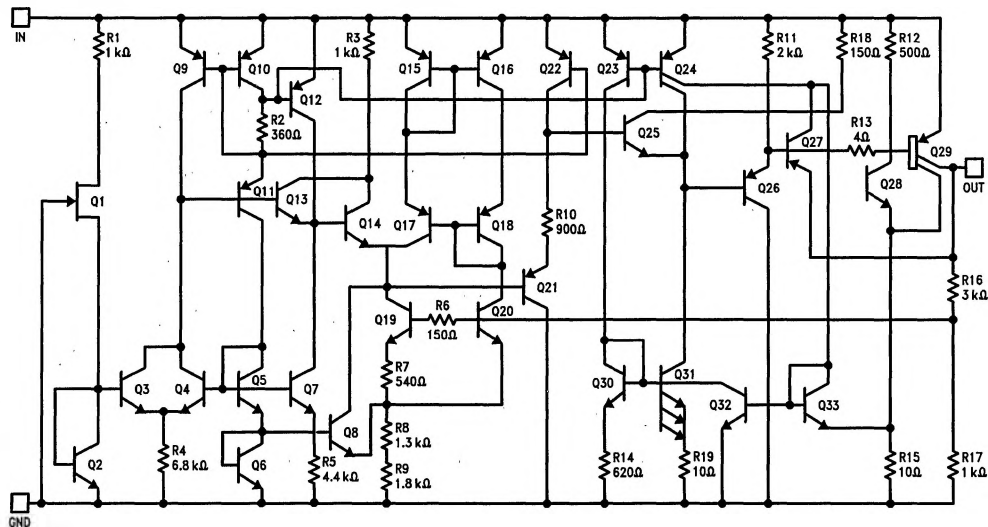 IN
R1
1 kΩ
Q9
Q10
Q12
R2
360Ω
R3
1 kΩ
Q15
Q16
Q22
Q23
Q24
R11
2 kΩ
R18
150Ω
R12
500Ω
Q25
Q27
R13
4Ω
Q29
OUT
Q1
Q11
Q13
Q14
Q17
Q18
R10
900Ω
Q26
Q28
R16
3 kΩ
Q21
Q19
R6
150Ω
Q20
Q3
Q4
Q5
Q7
R7
540Ω
Q8
R8
1.3 kΩ
R9
1.8 kΩ
Q30
Q31
Q32
Q33
Q2
R4
6.8 kΩ
Q6
R5
4.4 kΩ
R14
620Ω
R19
10Ω
R15
10Ω
R17
1 kΩ
GND